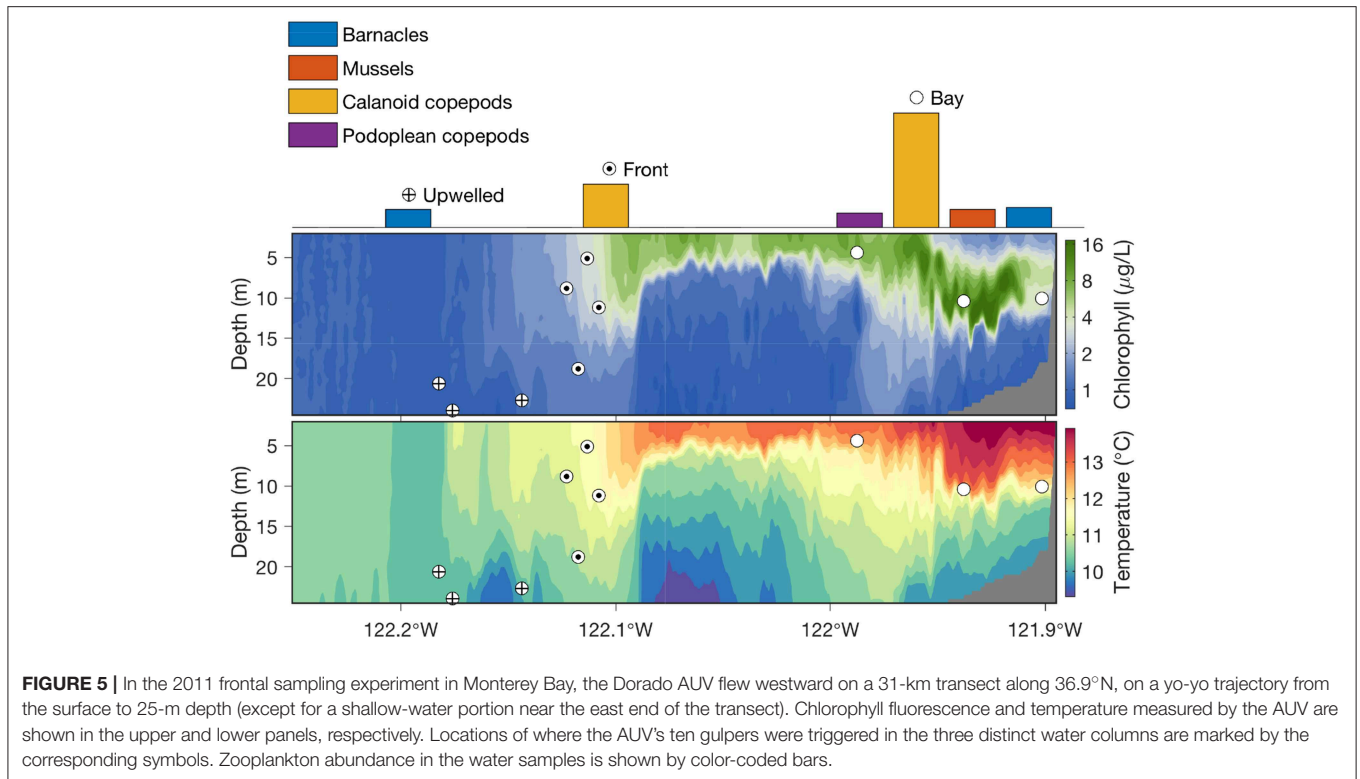 Barnacles
Mussels
Calanoid copepods
Podoplean copepods
Bay
Front
Upwelled
5
10
15
20
Depth (m)
16
8
4
2
1
Chlorophyll (µg/L)
5
10
15
20
Depth (m)
13
12
11
10
Temperature (°C)
122.2°W
122.1°W
122°W
121.9°W
FIGURE 5 | In the 2011 frontal sampling experiment in Monterey Bay, the Dorado AUV flew westward on a 31-km transect along 36.9°N, on a yo-yo trajectory from
the surface to 25-m depth (except for a shallow-water portion near the east end of the transect). Chlorophyll fluorescence and temperature measured by the AUV are
shown in the upper and lower panels, respectively. Locations of where the AUV's ten gulpers were triggered in the three distinct water columns are marked by the
corresponding symbols. Zooplankton abundance in the water samples is shown by color-coded bars.